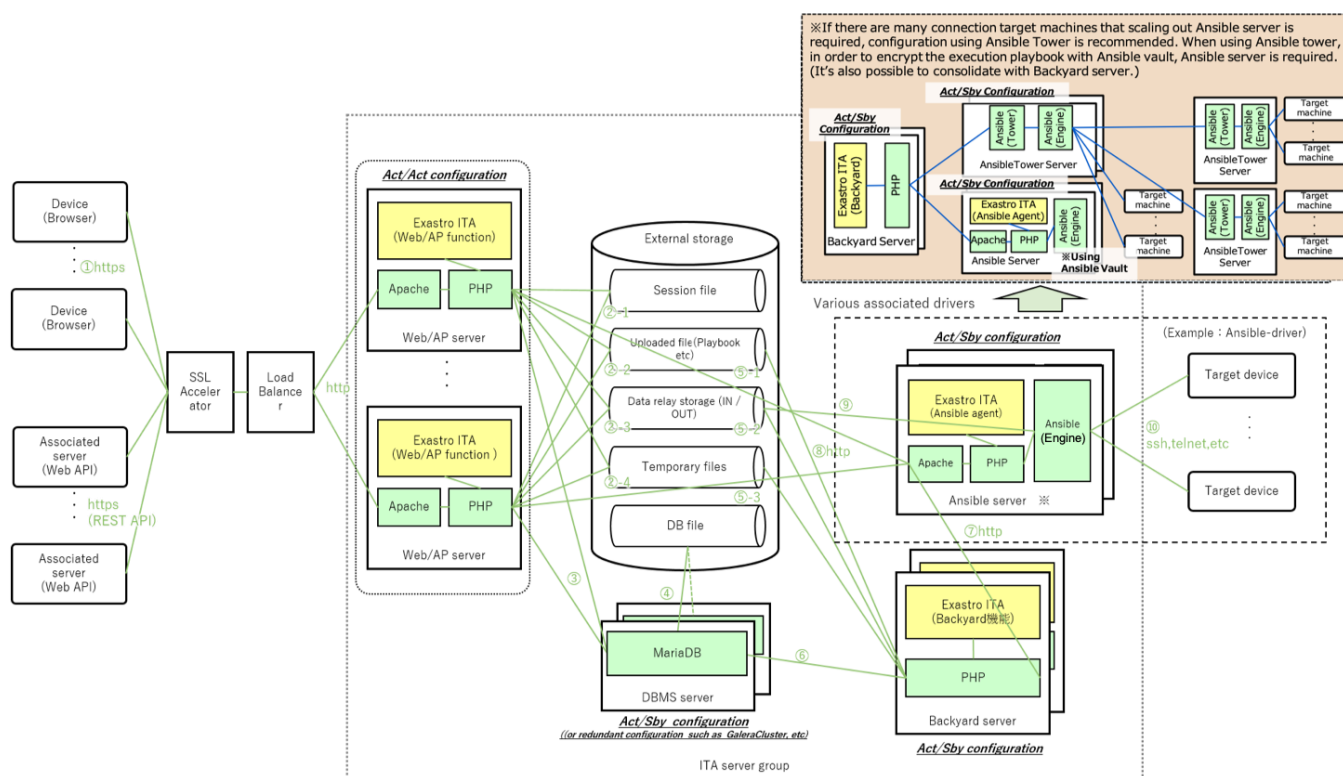 ※If there are many connection target machines that scaling out Ansible server is
required, configuration using Ansible Tower is recommended. When using Ansible tower,
in order to encrypt the execution playbook with Ansible vault, Ansible server is required.
(It's also possible to consolidate with Backyard server.)
Act/Sby Configuration
Act/Sby
Configuration
Exastro ITA
(Backyard)
PHP
Backyard Server
Ansible
(Tower)
Ansible
(Engine)
AnsibleTower Server
Act/Sby Configuration
Exastro ITA
(Ansible Agent)
Apache
PHP
Ansible
(Engine)
Ansible Server
※Using
Ansible Vault
Target
machine
Target
machine
Ansible
(Tower)
Ansible
(Engine)
AnsibleTower
Server
Target
machine
Target
machine
Ansible
(Tower)
Ansible
(Engine)
AnsibleTower
Server
Target
machine
Target
machine
Device
(Browser)
①https
Device
(Browser)
Associated
server
(Web API)
https
(REST API)
Associated
server
(Web API)
SSL
Acceler
ator
Load
Balance
r
http
Act/Act configuration
Exastro ITA
(Web/AP function)
Apache
PHP
Web/AP server
Exastro ITA
(Web/AP function )
Apache
PHP
Web/AP server
External storage
Session file
②-1
Uploaded file(Playbook
etc)
②-2
⑤-1
Data relay storage (IN /
OUT)
②-3
⑤-2
Temporary files
②-4
⑤-3
DB file
③
④
MariaDB
DBMS server
Act/Sby configuration
((or redundant configuration such as GaleraCluster, etc)
⑥
Various associated drivers
Act/Sby configuration
(Example：Ansible-driver)
Exastro ITA
(Ansible agent)
Apache
PHP
Ansible
(Engine)
Ansible server ※
⑨
⑧http
⑦http
⑩
ssh,telnet,etc
Target device
Target device
Exastro ITA
(Backyard機能)
PHP
Backyard server
Act/Sby configuration
ITA server group